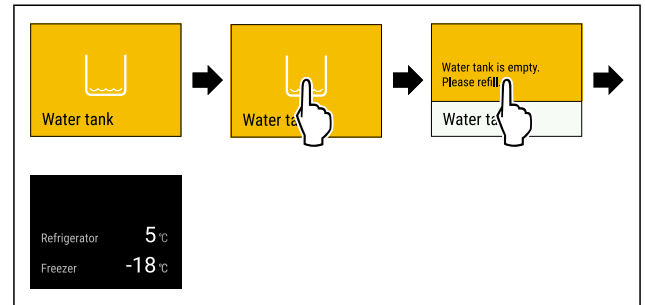 Water tank
Water ta
Water tank is empty.
Please refill
Water ta
Refrigerator 5 °C
Freezer -18 °C